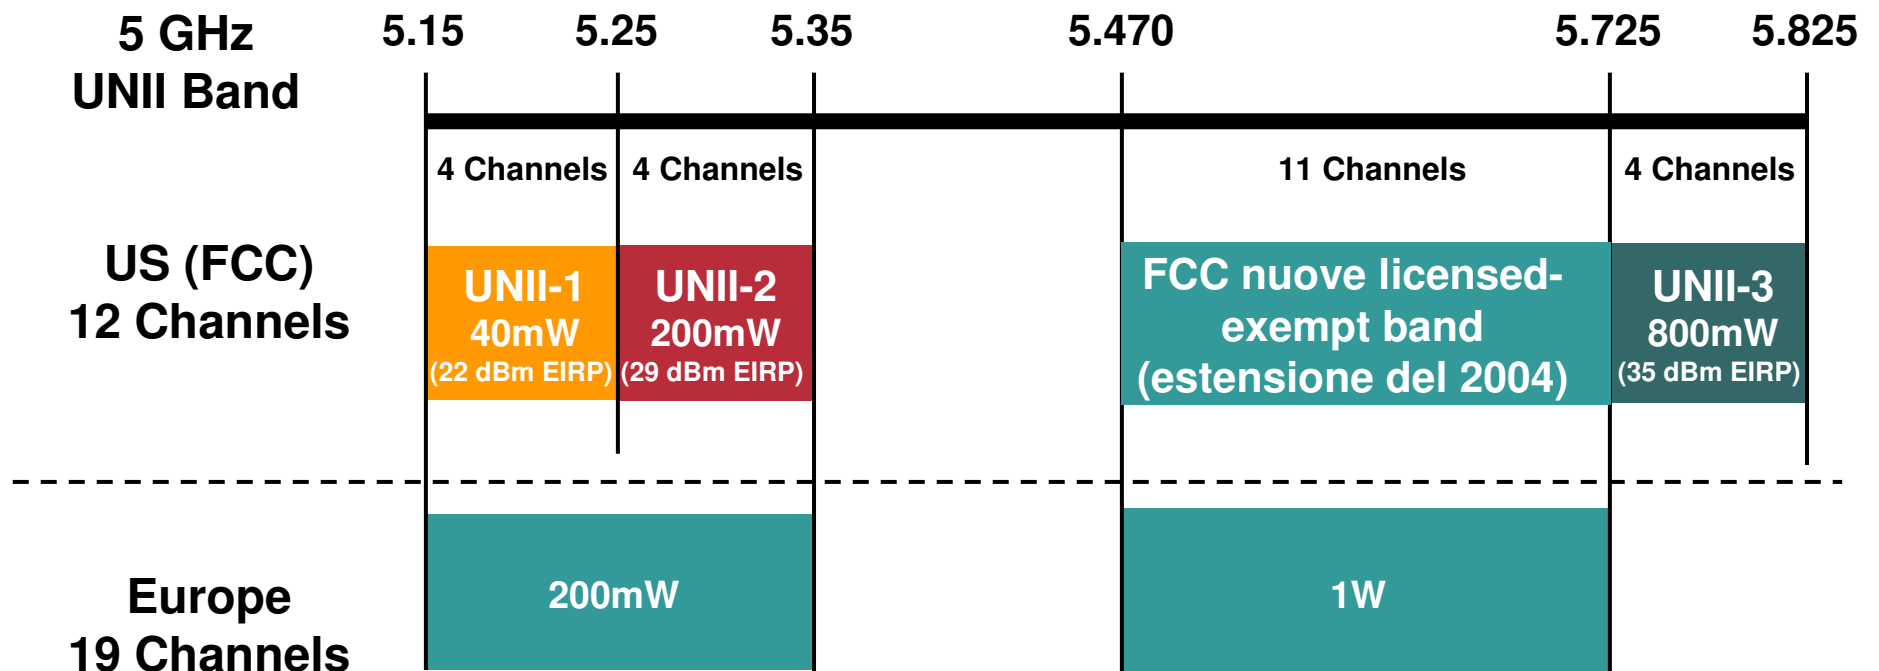 5 GHz
UNII Band
5.15 5.25 5.35 5.470 5.725 5.825
4 Channels 4 Channels 11 Channels 4 Channels
US (FCC)
12 Channels
UNII-1
40mW
(22 dBm EIRP)
UNII-2
200mW
(29 dBm EIRP)
FCC nuove licensed-
exempt band
(estensione del 2004)
UNII-3
800mW
(35 dBm EIRP)
Europe
19 Channels
200mW
1W